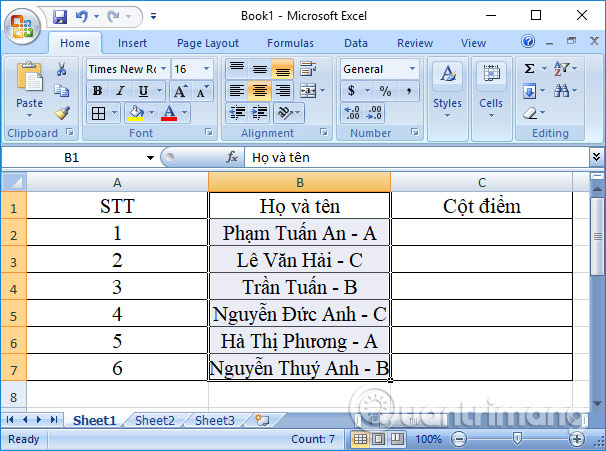 Book1 - Microsoft Excel
Home Insert Page Layout Formulas Data Review View
Times New Ro 16 General
Paste B I U A A $ % , Styles Cells Σ
Clipboard Font Alignment Number Editing
B1 fx Họ và tên
A B C
1 STT Họ và tên Cột điểm
2 1 Phạm Tuấn An - A
3 2 Lê Văn Hải - C
4 3 Trần Tuấn - B
5 4 Nguyễn Đức Anh - C
6 5 Hà Thị Phương - A
7 6 Nguyễn Thuý Anh - B
8
Sheet1 Sheet2 Sheet3
Quantrimang
Ready Count: 7 100%